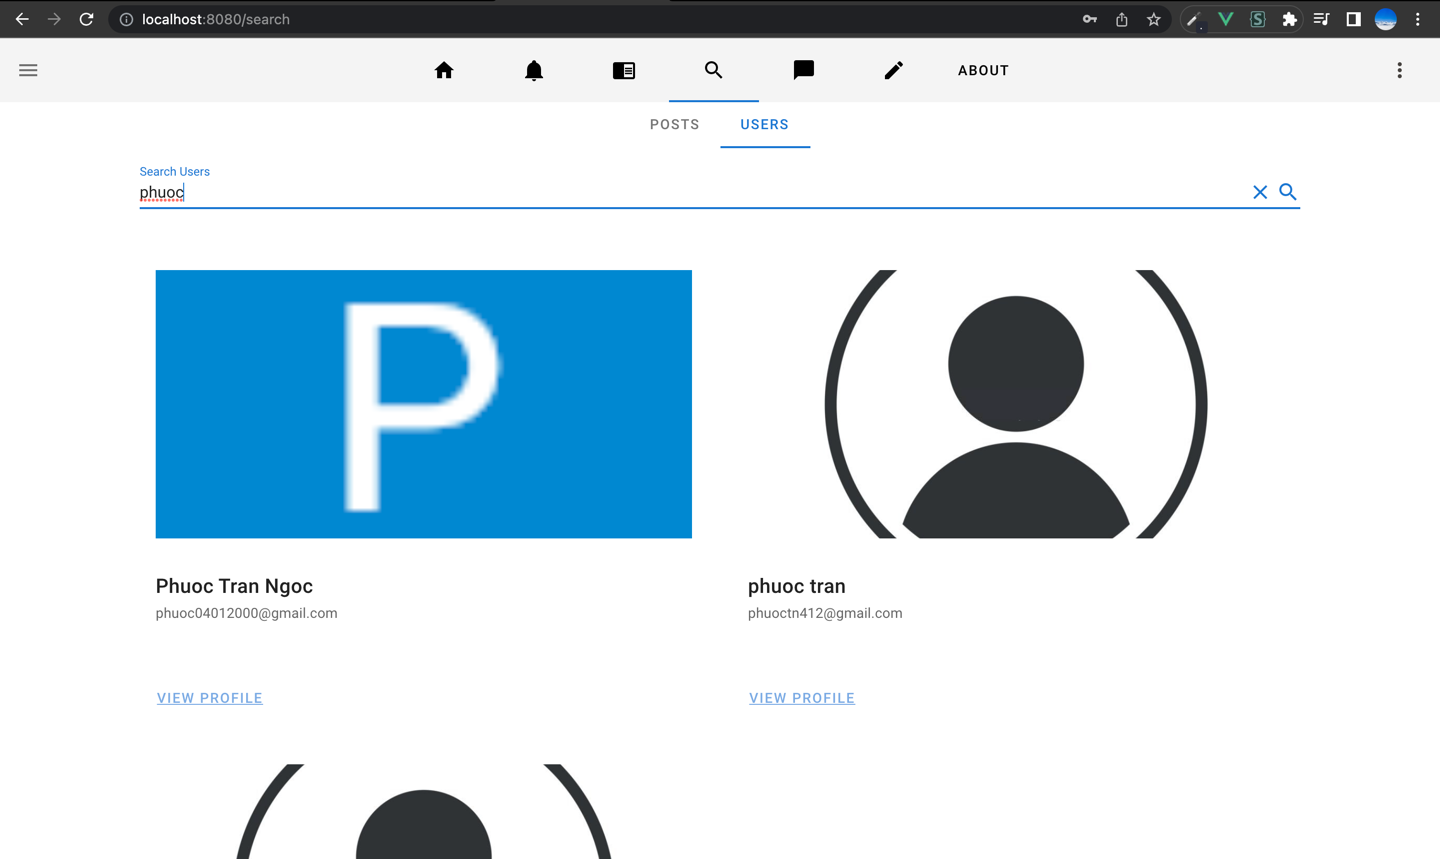 localhost:8080/search
ABOUT
POSTS USERS
Search Users
phuoc
P
Phuoc Tran Ngoc
phuoc04012000@gmail.com
VIEW PROFILE
phuoc tran
phuoctn412@gmail.com
VIEW PROFILE